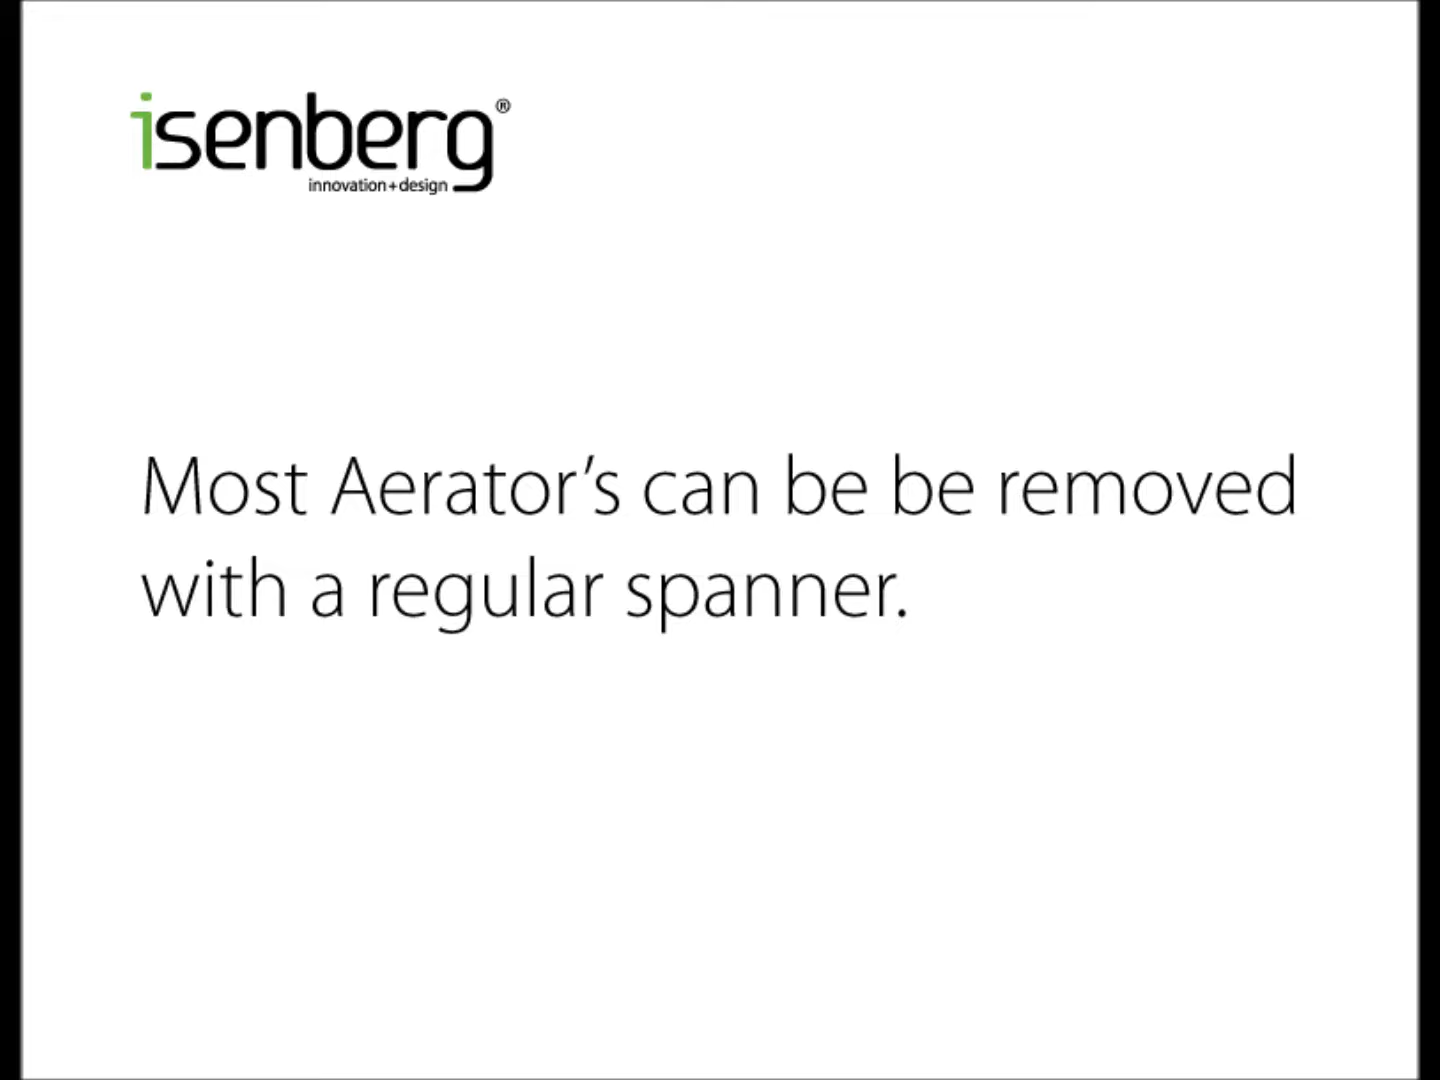 isenberg®
innovation+design
Most Aerator’s can be be removed
with a regular spanner.